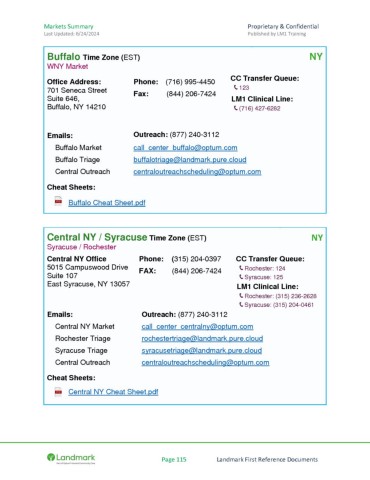 Markets Summary Proprietary & Confidential
Last Updated: 6/24/2024 Published by LM1 Training
Buffalo Time Zone (EST) NY
WNY Market
Office Address:
701 Seneca Street
Suite 646,
Buffalo, NY 14210
Phone: (716) 995-4450
Fax: (844) 206-7424
CC Transfer Queue:
123
LM1 Clinical Line:
(716) 427-6262
Emails: Outreach: (877) 240-3112
Buffalo Market call_center_buffalo@optum.com
Buffalo Triage buffalotriage@landmark.pure.cloud
Central Outreach centraloutreachscheduling@optum.com
Cheat Sheets:
Buffalo Cheat Sheet.pdf
Central NY / Syracuse Time Zone (EST) NY
Syracuse / Rochester
Central NY Office
5015 Campuswood Drive
Suite 107
East Syracuse, NY 13057
Phone: (315) 204-0397
FAX: (844) 206-7424
CC Transfer Queue:
Rochester: 124
Syracuse: 125
LM1 Clinical Line:
Rochester: (315) 236-2628
Syracuse: (315) 204-0461
Emails: Outreach: (877) 240-3112
Central NY Market call_center_centralny@optum.com
Rochester Triage rochestertriage@landmark.pure.cloud
Syracuse Triage syracusetriage@landmark.pure.cloud
Central Outreach centraloutreachscheduling@optum.com
Cheat Sheets:
Central NY Cheat Sheet.pdf
Landmark Page 115 Landmark First Reference Documents